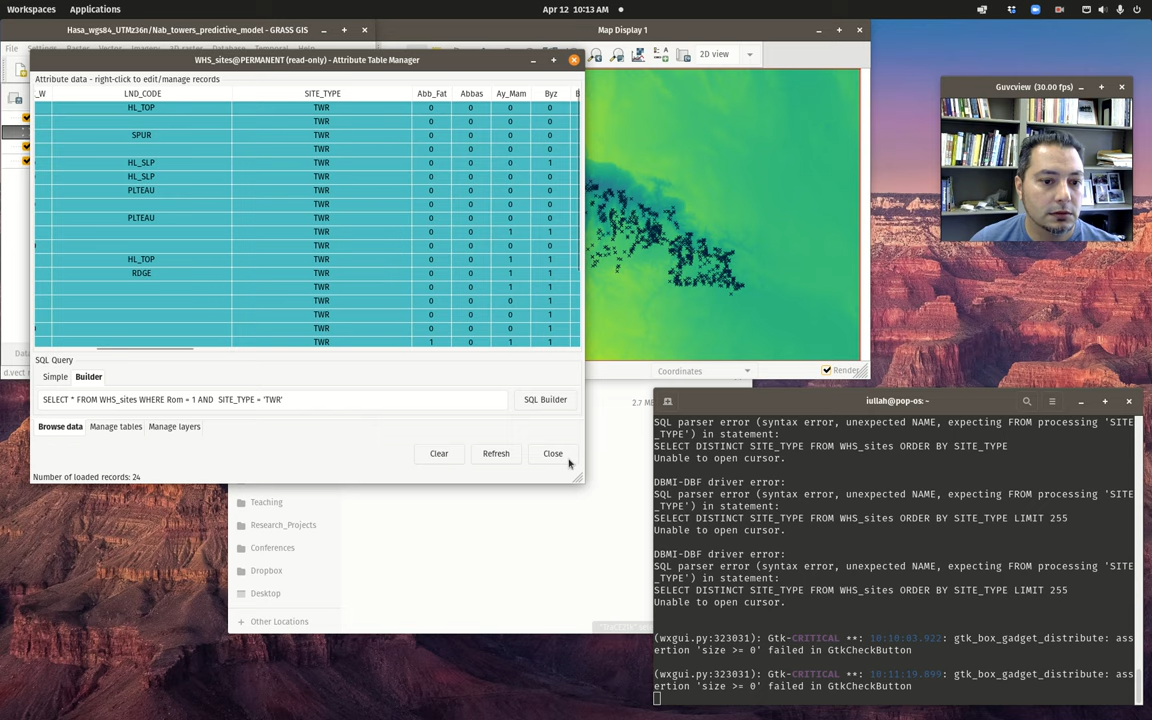 Workspaces Applications
Apr 12 10:13 AM
Hasa_wgs84_UTMz36n/Nab_towers_predictive_model - GRASS GIS
Map Display 1
File
WHS_sites@PERMANENT (read-only) - Attribute Table Manager
2D view
Attribute data - right-click to edit/manage records
Guvcview (30.00 fps)
_W LND_CODE SITE_TYPE Abb_Fat Abbas Ay_Mam Byz
HL_TOP TWR 0 0 0 0
TWR 0 0 0 0
SPUR TWR 0 0 0 0
TWR 0 0 0 0
HL_SLP TWR 0 0 0 1
HL_SLP TWR 0 0 0 0
PLTEAU TWR 0 0 0 0
TWR 0 0 0 0
PLTEAU TWR 0 0 0 0
TWR 0 0 1 1
TWR 0 0 0 0
HL_TOP TWR 0 0 1 1
RDGE TWR 0 0 1 1
TWR 0 0 1 1
TWR 0 0 0 1
TWR 0 0 0 1
TWR 0 0 0 1
TWR 1 0 1 1
SQL Query
Simple Builder
SELECT * FROM WHS_sites WHERE Rom = 1 AND SITE_TYPE = 'TWR'
SQL Builder
Browse data Manage tables Manage layers
Clear Refresh Close
Number of loaded records: 24
Coordinates
Render
d.vect
2.7 MB
Teaching
Research_Projects
Conferences
Dropbox
Desktop
Other Locations
iullah@pop-os: ~
SQL parser error (syntax error, unexpected NAME, expecting FROM processing 'SITE
_TYPE') in statement:
SELECT DISTINCT SITE_TYPE FROM WHS_sites ORDER BY SITE_TYPE
Unable to open cursor.
DBMI-DBF driver error:
SQL parser error (syntax error, unexpected NAME, expecting FROM processing 'SITE
_TYPE') in statement:
SELECT DISTINCT SITE_TYPE FROM WHS_sites ORDER BY SITE_TYPE LIMIT 255
Unable to open cursor.
DBMI-DBF driver error:
SQL parser error (syntax error, unexpected NAME, expecting FROM processing 'SITE
_TYPE') in statement:
SELECT DISTINCT SITE_TYPE FROM WHS_sites ORDER BY SITE_TYPE LIMIT 255
Unable to open cursor.
(wxgui.py:323031): Gtk-CRITICAL **: 10:10:03.922: gtk_box_gadget_distribute: ass
ertion 'size >= 0' failed in GtkCheckButton
(wxgui.py:323031): Gtk-CRITICAL **: 10:11:19.899: gtk_box_gadget_distribute: ass
ertion 'size >= 0' failed in GtkCheckButton